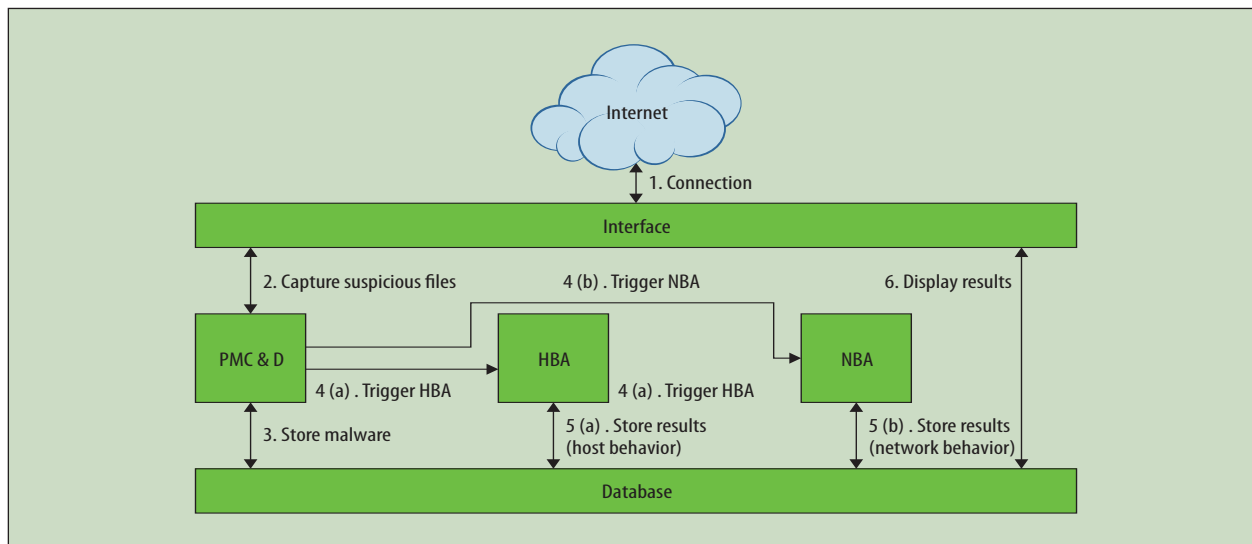 Internet
1. Connection
Interface
2. Capture suspicious files
4 (b) . Trigger NBA
6. Display results
PMC & D
HBA
NBA
4 (a) . Trigger HBA
4 (a) . Trigger HBA
3. Store malware
5 (a) . Store results
(host behavior)
5 (b) . Store results
(network behavior)
Database